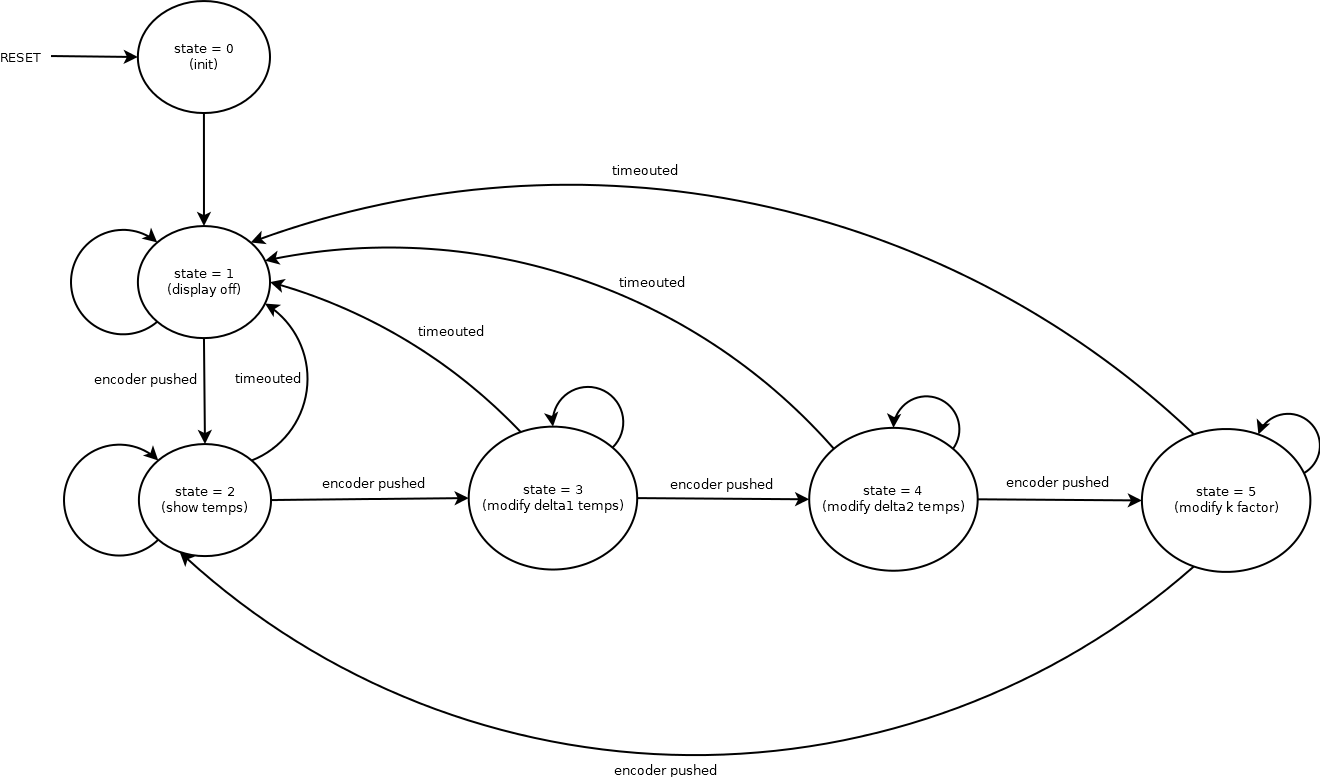 state = 0
(init)
RESET
timeouted
state = 1
(display off)
timeouted
timeouted
encoder pushed
timeouted
state = 2
(show temps)
encoder pushed
state = 3
(modify delta1 temps)
encoder pushed
state = 4
(modify delta2 temps)
encoder pushed
state = 5
(modify k factor)
encoder pushed